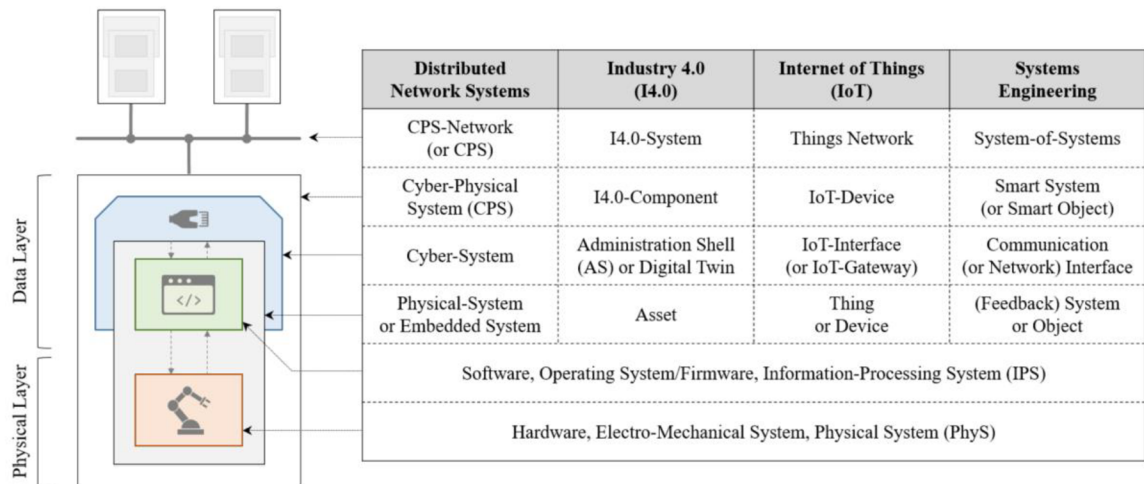 Distributed
Network Systems
Industry 4.0
(I4.0)
Internet of Things
(IoT)
Systems
Engineering
CPS-Network
(or CPS)
I4.0-System
Things Network
System-of-Systems
Cyber-Physical
System (CPS)
I4.0-Component
IoT-Device
Smart System
(or Smart Object)
Cyber-System
Administration Shell
(AS) or Digital Twin
IoT-Interface
(or IoT-Gateway)
Communication
(or Network) Interface
Physical-System
or Embedded System
Asset
Thing
or Device
(Feedback) System
or Object
Software, Operating System/Firmware, Information-Processing System (IPS)
Hardware, Electro-Mechanical System, Physical System (PhyS)
Data Layer
Physical Layer
</>